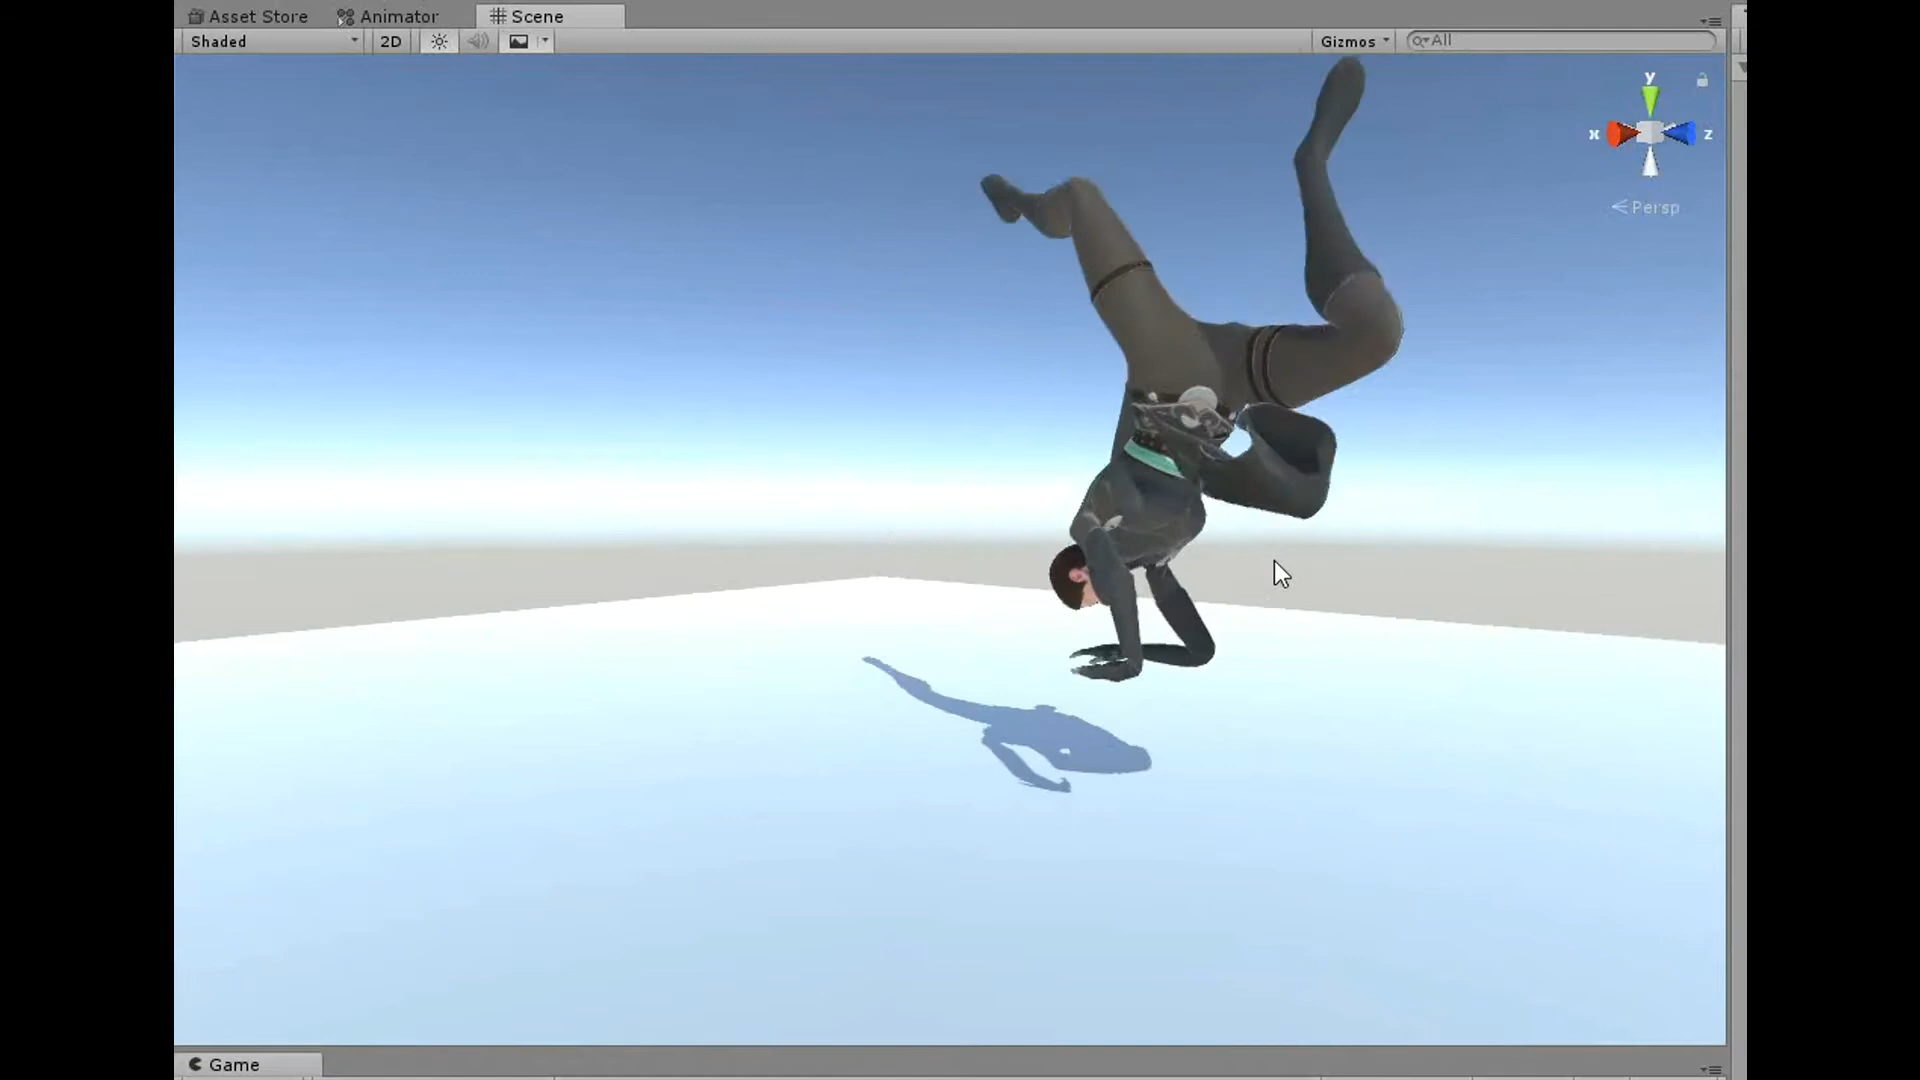 Asset Store Animator Scene
Shaded 2D Gizmos All
y
x z
Persp
Game